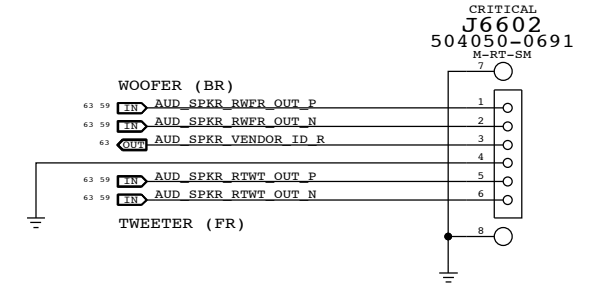 CRITICAL
J6602
504050-0691
M-RT-SM
7
WOOFER (BR)
63 59 IN AUD_SPKR_RWFR_OUT_P 1
63 59 IN AUD_SPKR_RWFR_OUT_N 2
63 OUT AUD_SPKR_VENDOR_ID_R 3
4
63 59 IN AUD_SPKR_RTWT_OUT_P 5
63 59 IN AUD_SPKR_RTWT_OUT_N 6
TWEETER (FR)
8